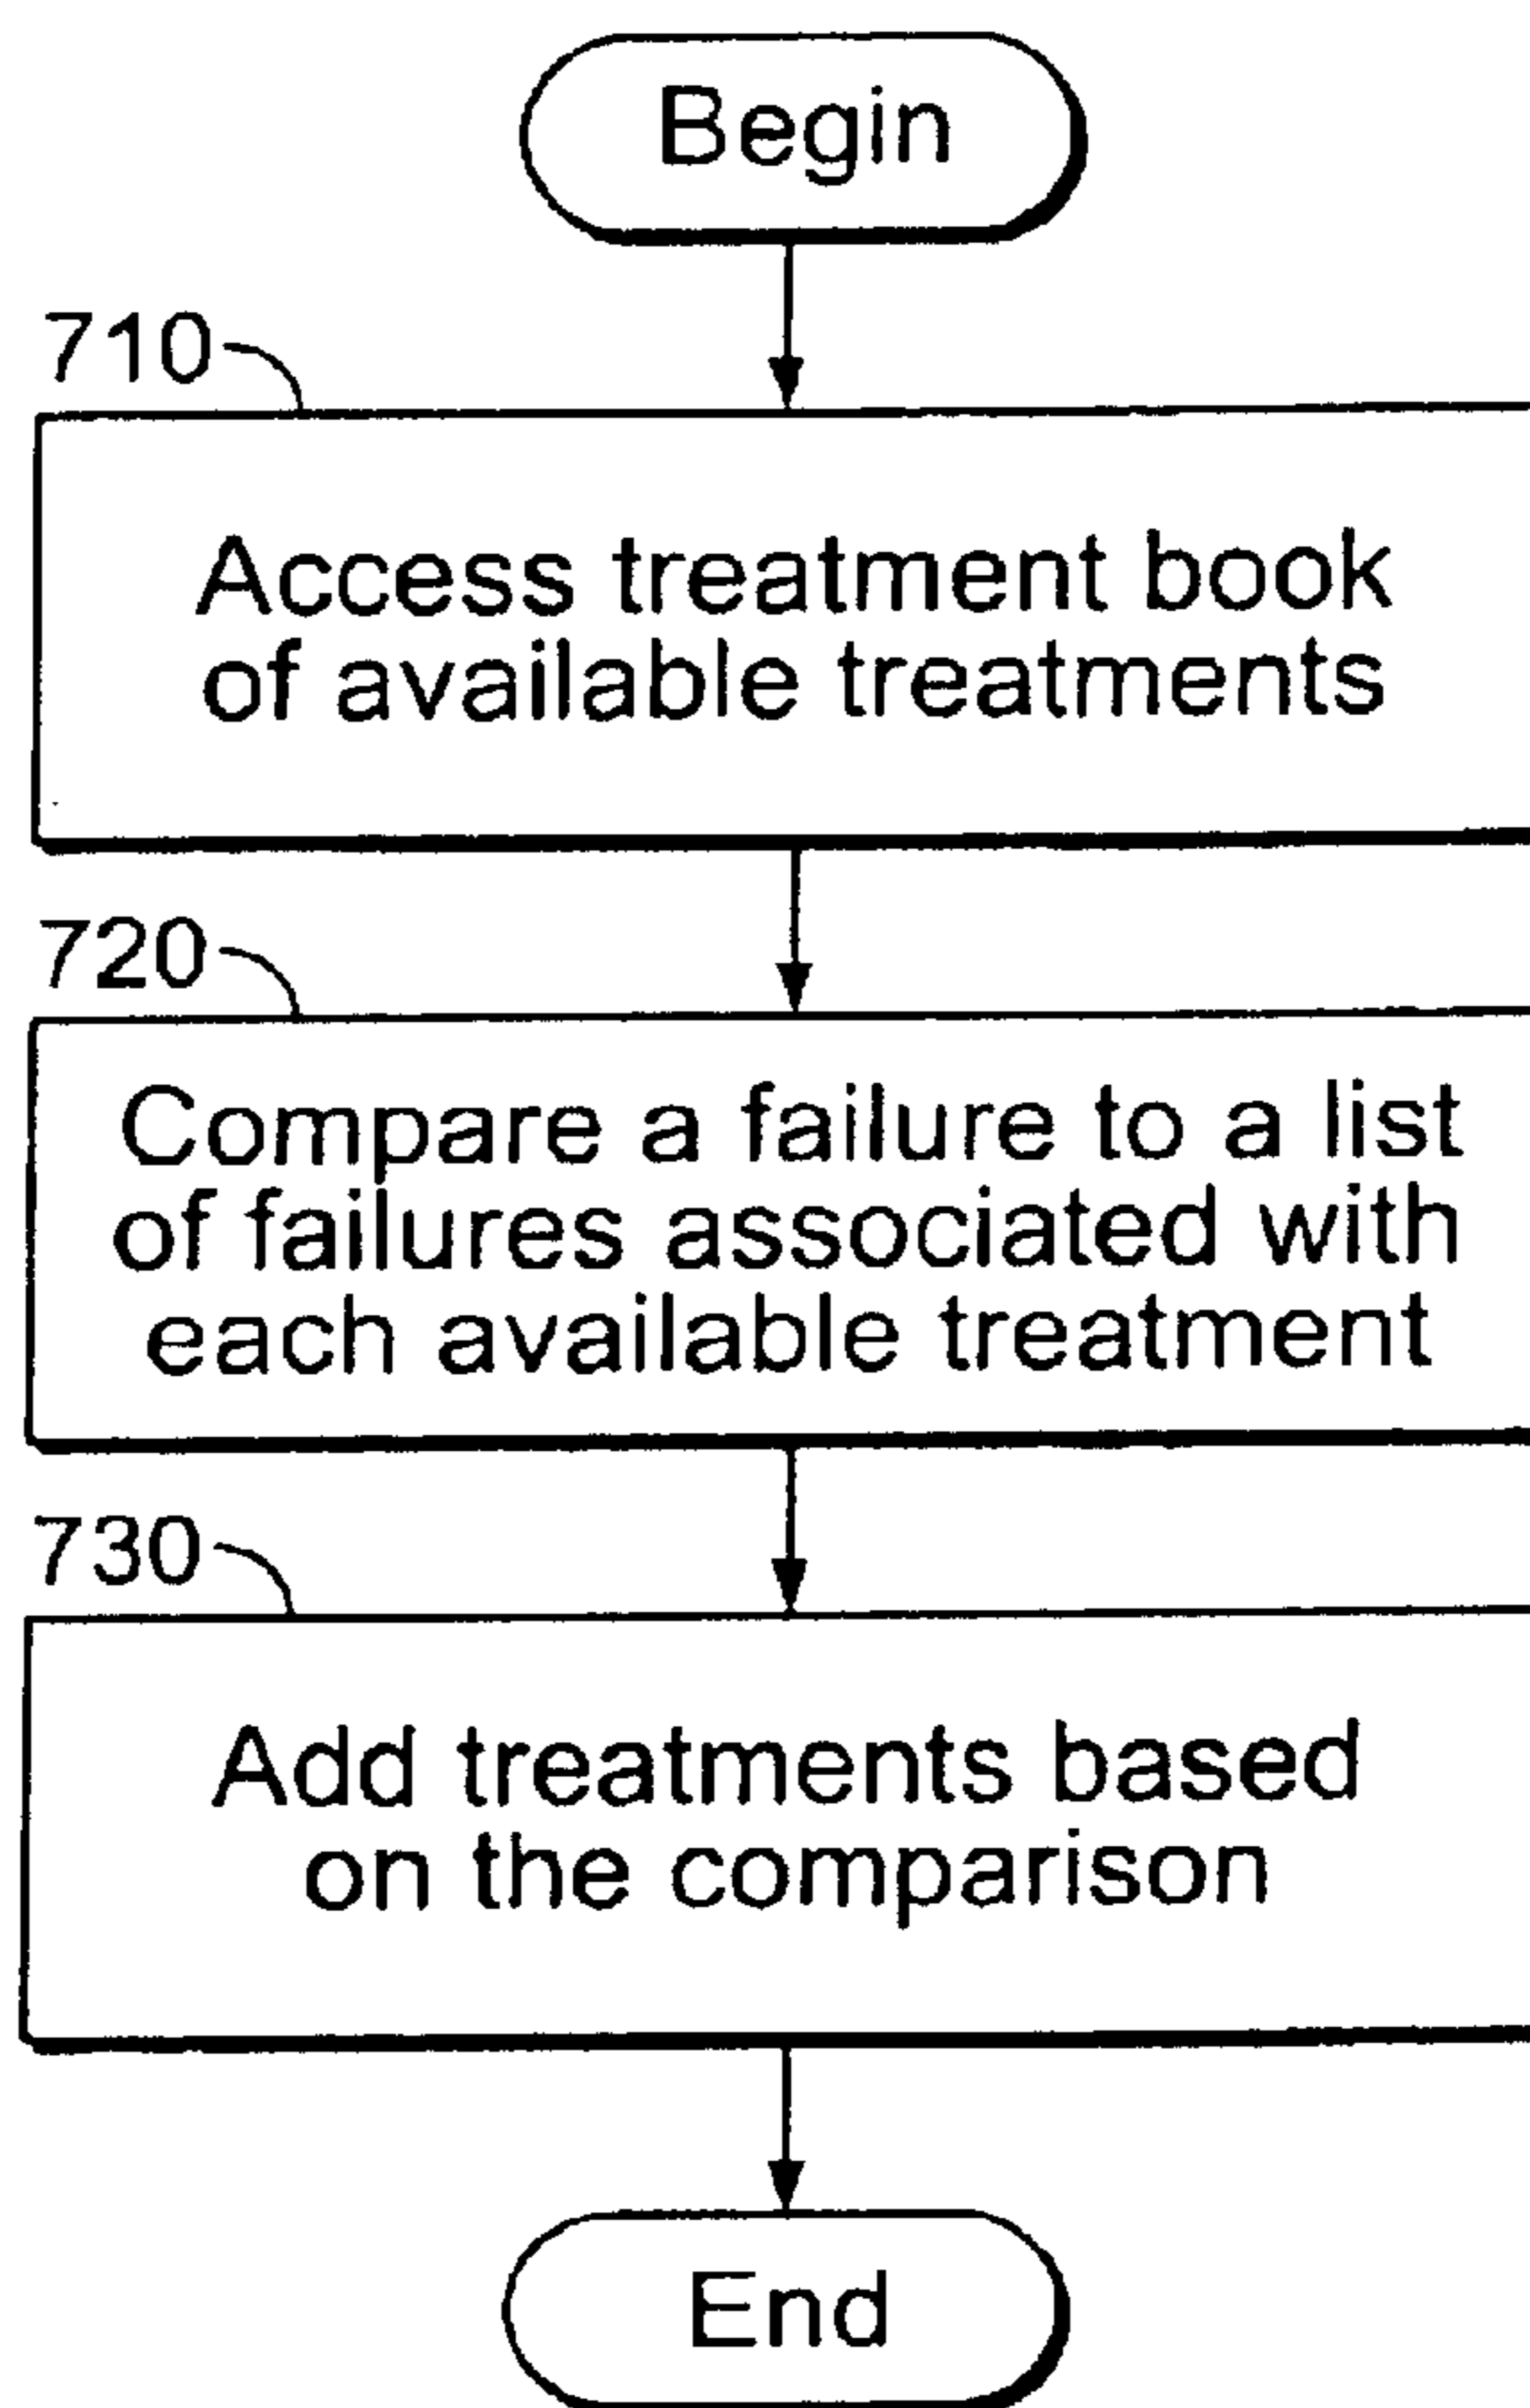 Begin
710
Access treatment book
of available treatments
720
Compare a failure to a list
of failures associated with
each available treatment
730
Add treatments based
on the comparison
End